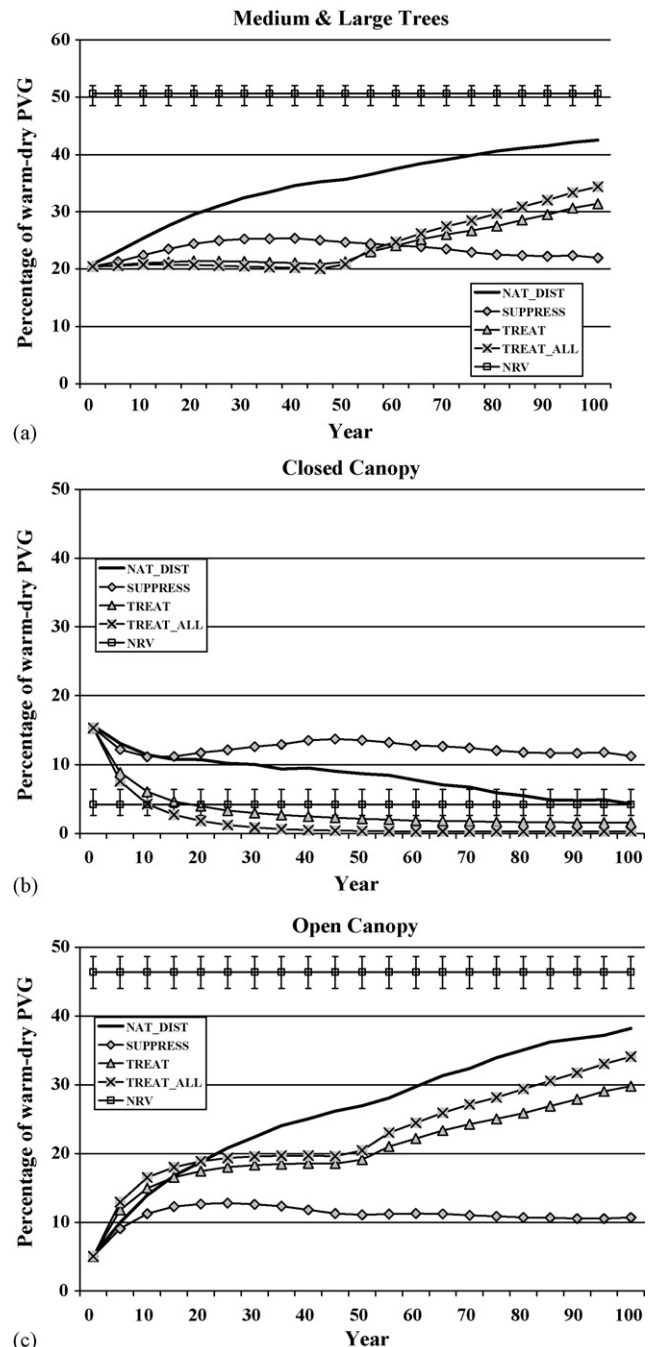 Medium & Large Trees
Percentage of warm-dry PVG
60
50
40
30
20
10
0
NAT_DIST
SUPPRESS
TREAT
TREAT_ALL
NRV
0 10 20 30 40 50 60 70 80 90 100
(a)
Year
Closed Canopy
Percentage of warm-dry PVG
50
40
30
20
10
0
NAT_DIST
SUPPRESS
TREAT
TREAT_ALL
NRV
0 10 20 30 40 50 60 70 80 90 100
(b)
Year
Open Canopy
Percentage of warm-dry PVG
50
40
30
20
10
0
NAT_DIST
SUPPRESS
TREAT
TREAT_ALL
NRV
0 10 20 30 40 50 60 70 80 90 100
(c)
Year